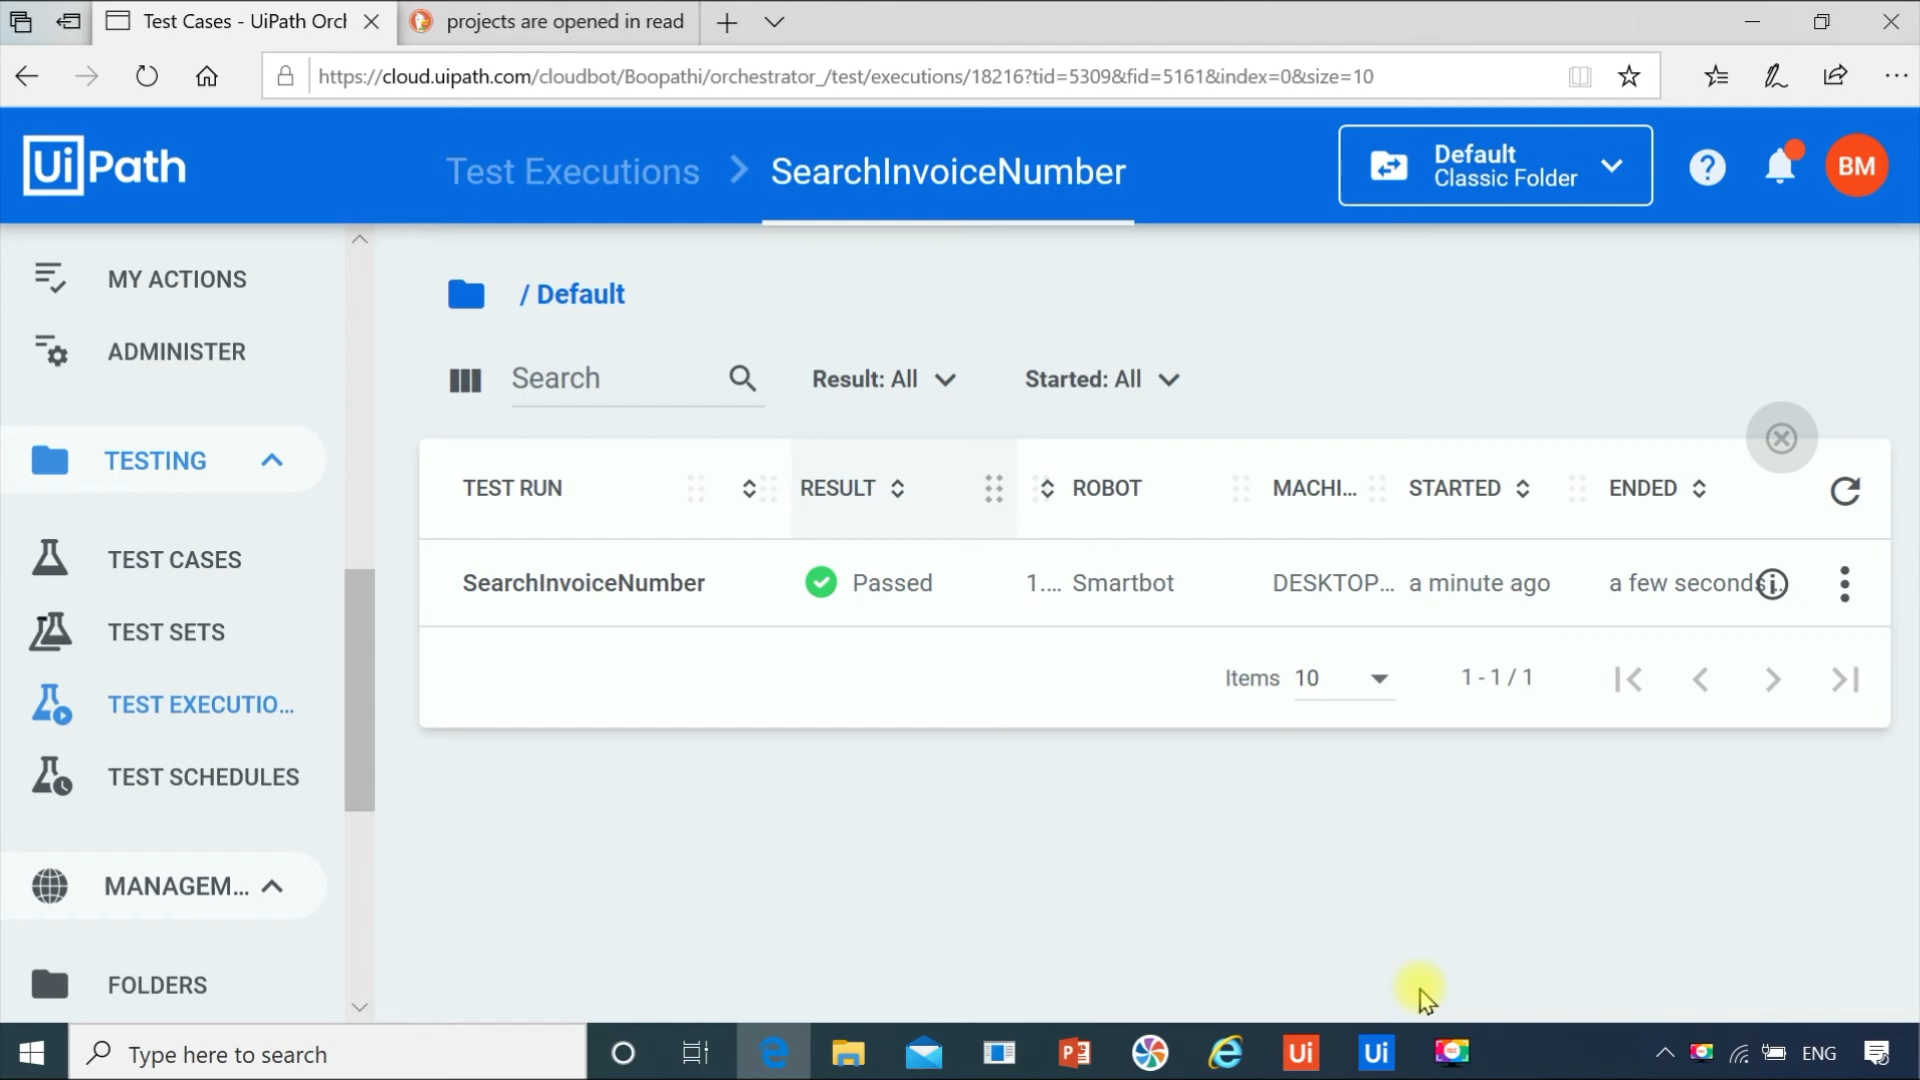 Test Cases - UiPath Orch
projects are opened in read
https://cloud.uipath.com/cloudbot/Boopathi/orchestrator_/test/executions/18216?tid=5309&fid=5161&index=0&size=10
UiPath
Test Executions > SearchInvoiceNumber
Default
Classic Folder
BM
MY ACTIONS
ADMINISTER
TESTING
TEST CASES
TEST SETS
TEST EXECUTIO...
TEST SCHEDULES
MANAGEM...
FOLDERS
/ Default
Search
Result: All
Started: All
TEST RUN RESULT ROBOT MACHI... STARTED ENDED
SearchInvoiceNumber Passed 1.... Smartbot DESKTOP... a minute ago a few seconds
Items 10 1 - 1 / 1
Type here to search
ENG